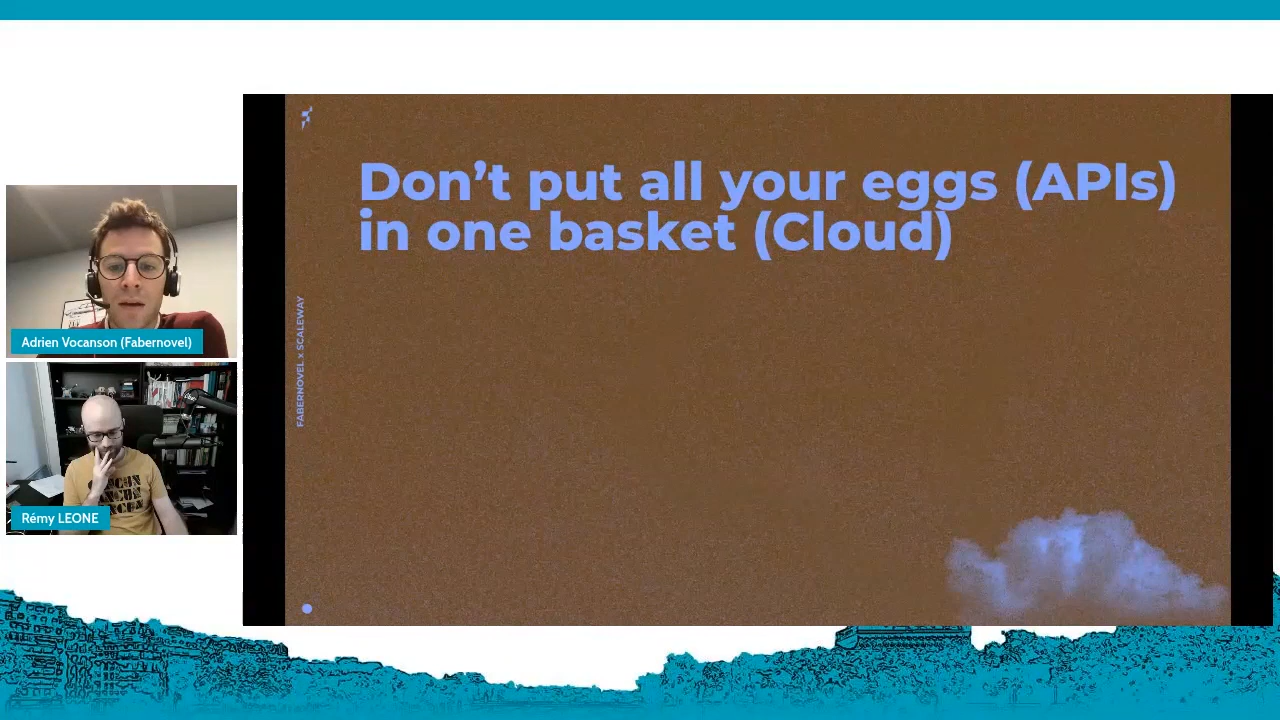 Don’t put all your eggs (APIs)
in one basket (Cloud)
FABERNOVEL x SCALEWAY
Adrien Vocanson (Fabernovel)
Rémy LEONE